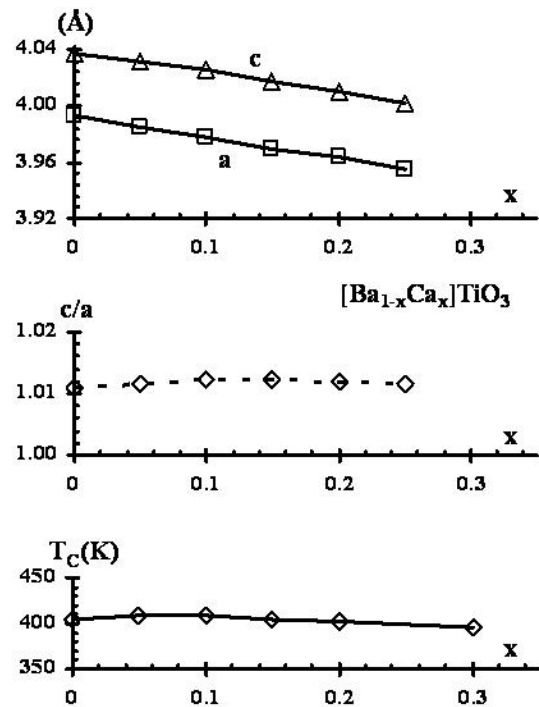 (Å)
4.04
c
4.00
3.96
a
x
3.92
0 0.1 0.2 0.3
[Ba1-xCax]TiO3
c/a
1.02
1.01
1.00
x
0 0.1 0.2 0.3
TC(K)
450
400
350
x
0 0.1 0.2 0.3